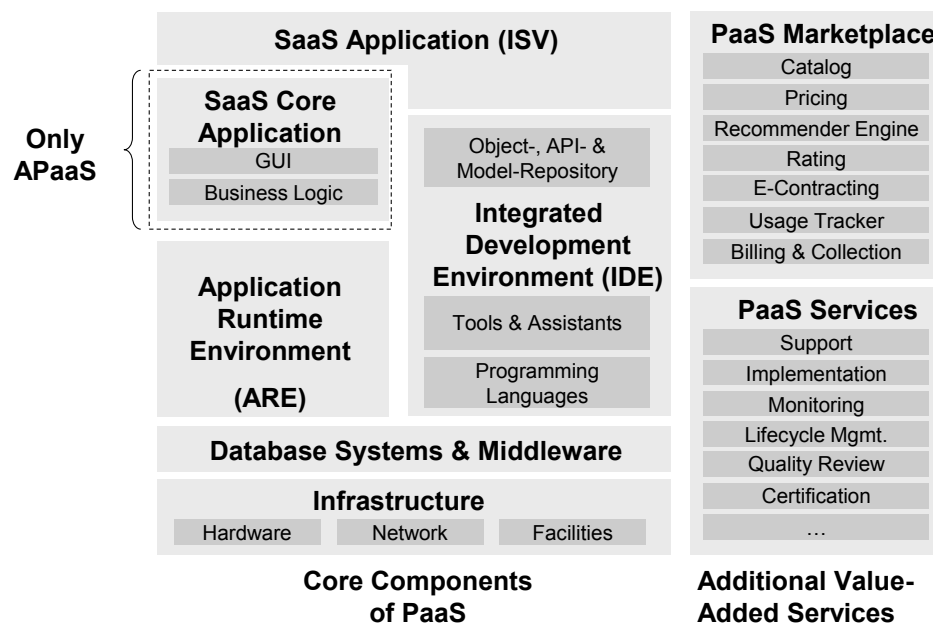 SaaS Application (ISV)
Only
APaaS
SaaS Core
Application
GUI
Business Logic
Object-, API- &
Model-Repository
Integrated
Development
Environment (IDE)
Tools & Assistants
Programming
Languages
Application
Runtime
Environment
(ARE)
Database Systems & Middleware
Infrastructure
Hardware
Network
Facilities
Core Components
of PaaS
PaaS Marketplace
Catalog
Pricing
Recommender Engine
Rating
E-Contracting
Usage Tracker
Billing & Collection
PaaS Services
Support
Implementation
Monitoring
Lifecycle Mgmt.
Quality Review
Certification
…
Additional Value-
Added Services